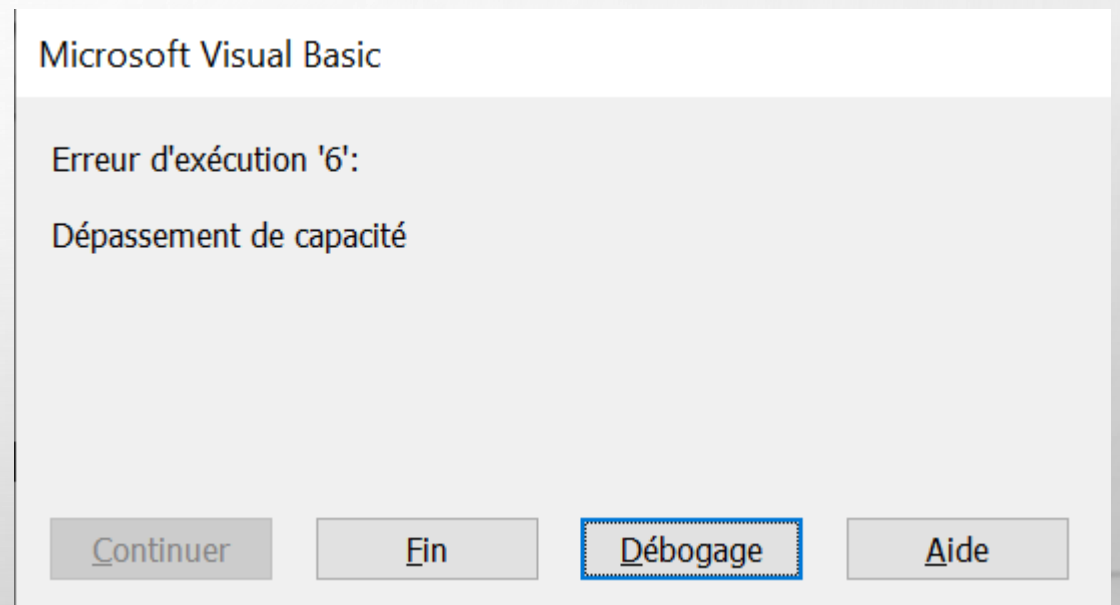 Microsoft Visual Basic
Erreur d'exécution '6':
Dépassement de capacité
Continuer Fin Débogage Aide